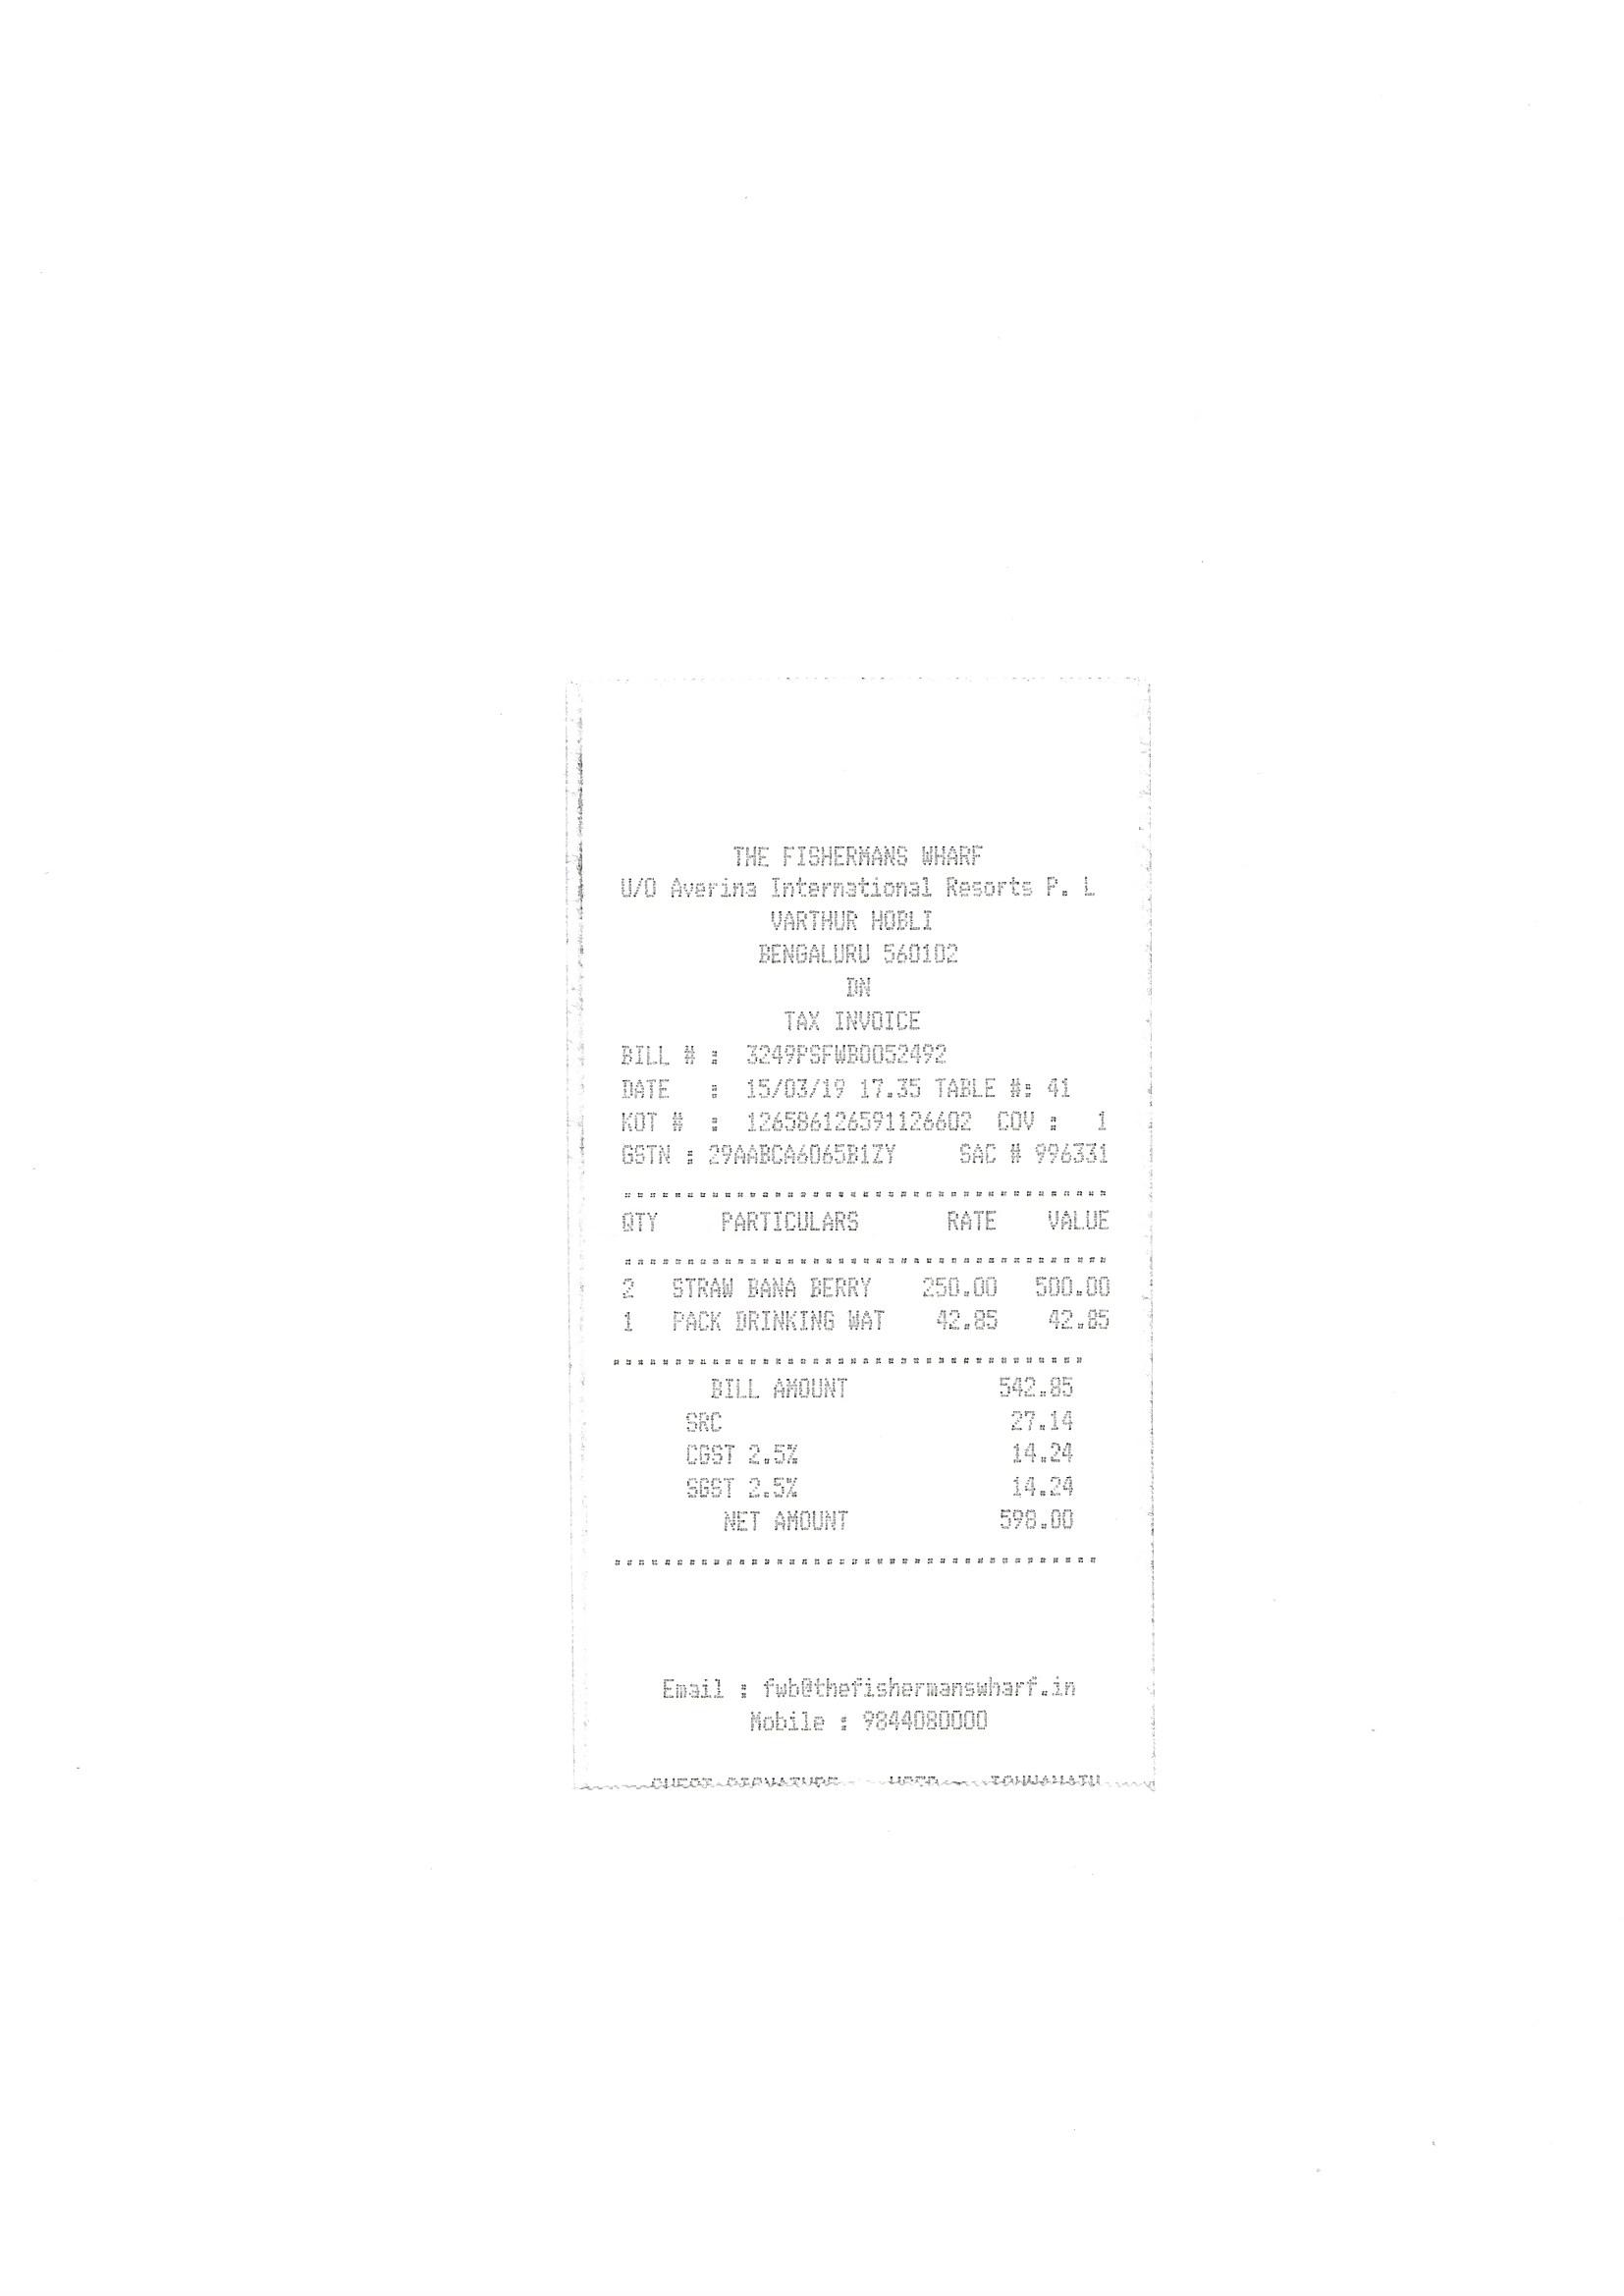 THE FISHERMANS WHARF
U/O Averina International Resorts P. L
VARTHUR HOBLI
BENGALURU 560102
DN
TAX INVOICE
BILL # : 3249PSFWB0052492
DATE : 15/03/19 17.35 TABLE #: 41
KOT # : 126586126591126602 COV : 1
GSTN : 29AABCA6065B1ZY SAC # 996331
QTY PARTICULARS RATE VALUE
2 STRAW BANA BERRY 250.00 500.00
1 PACK DRINKING WAT 42.85 42.85
BILL AMOUNT 542.85
SRC 27.14
CGST 2.5% 14.24
SGST 2.5% 14.24
NET AMOUNT 598.00
Email : fwb@thefishermanswharf.in
Mobile : 9844080000